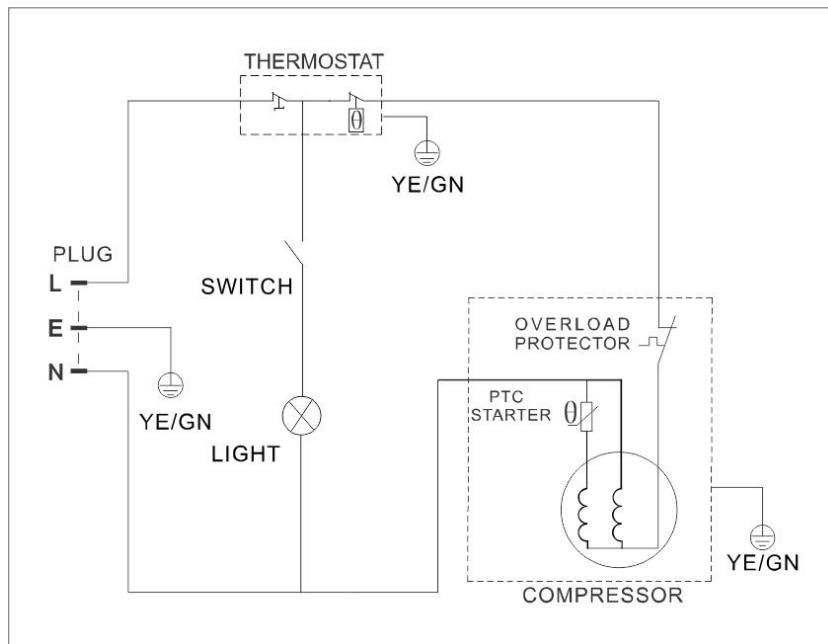 THERMOSTAT
θ
YE/GN
PLUG
L
SWITCH
E
OVERLOAD
PROTECTOR
N
YE/GN
PTC
STARTER
θ
LIGHT
YE/GN
COMPRESSOR